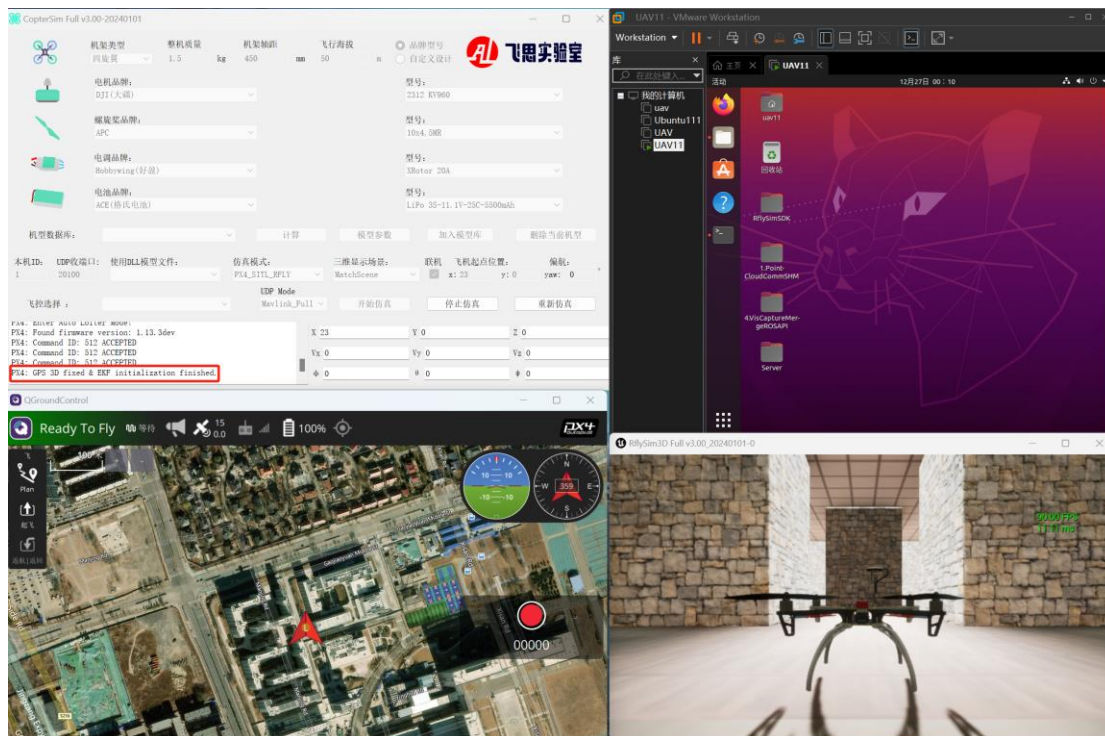 CopterSim Full v3.00-20240101
机架类型 整机质量 机架轴距 飞行海拔 品牌型号
四旋翼 1.5 kg 450 mm 50 m 自定义设计
飞思实验室
电机品牌: 型号:
DJI(大疆) 2312 KV960
螺旋桨品牌: 型号:
APC 10x4.5MR
电调品牌: 型号:
Hobbywing(好盈) XRotor 20A
电池品牌: 型号:
ACE(格氏电池) LiPo 3S-11.1V-25C-5500mAh
机型数据库: 计算 模型参数 加入模型库 删除当前机型
本机ID: UDP收端口: 使用DLL模型文件: 仿真模式: 三维显示场景: 联机 飞机起点位置: 偏航:
1 20100 PX4_SITL_RFLY MatchScene x: 23 y: 0 yaw: 0
UDP Mode
飞控选择 : Mavlink_Full 开始仿真 停止仿真 重新仿真
PX4: Enter Auto Loiter Mode!
PX4: Found firmware version: 1.13.3dev
PX4: Command ID: 512 ACCEPTED
PX4: Command ID: 512 ACCEPTED
PX4: Command ID: 512 ACCEPTED
PX4: GPS 3D fixed & EKF initialization finished.
X 23 Y 0 Z 0
Vx 0 Vy 0 Vz 0
ϕ 0 θ 0 ψ 0
UAV11 - VMware Workstation
Workstation
库
在此处键入...
我的计算机
uav
Ubuntu111
UAV
UAV11
主页 UAV11
活动 12月27日 00:10
uav11
回收站
RflySimSDK
1.Point-
CloudCommSHM
4.VisCaptureMer-
geROSAPI
Server
QGroundControl
Ready To Fly 等待 15 0.0 100% px4
Plan
起飞
N
W 359 E
S
00000
RflySim3D Full v3.00_20240101-0